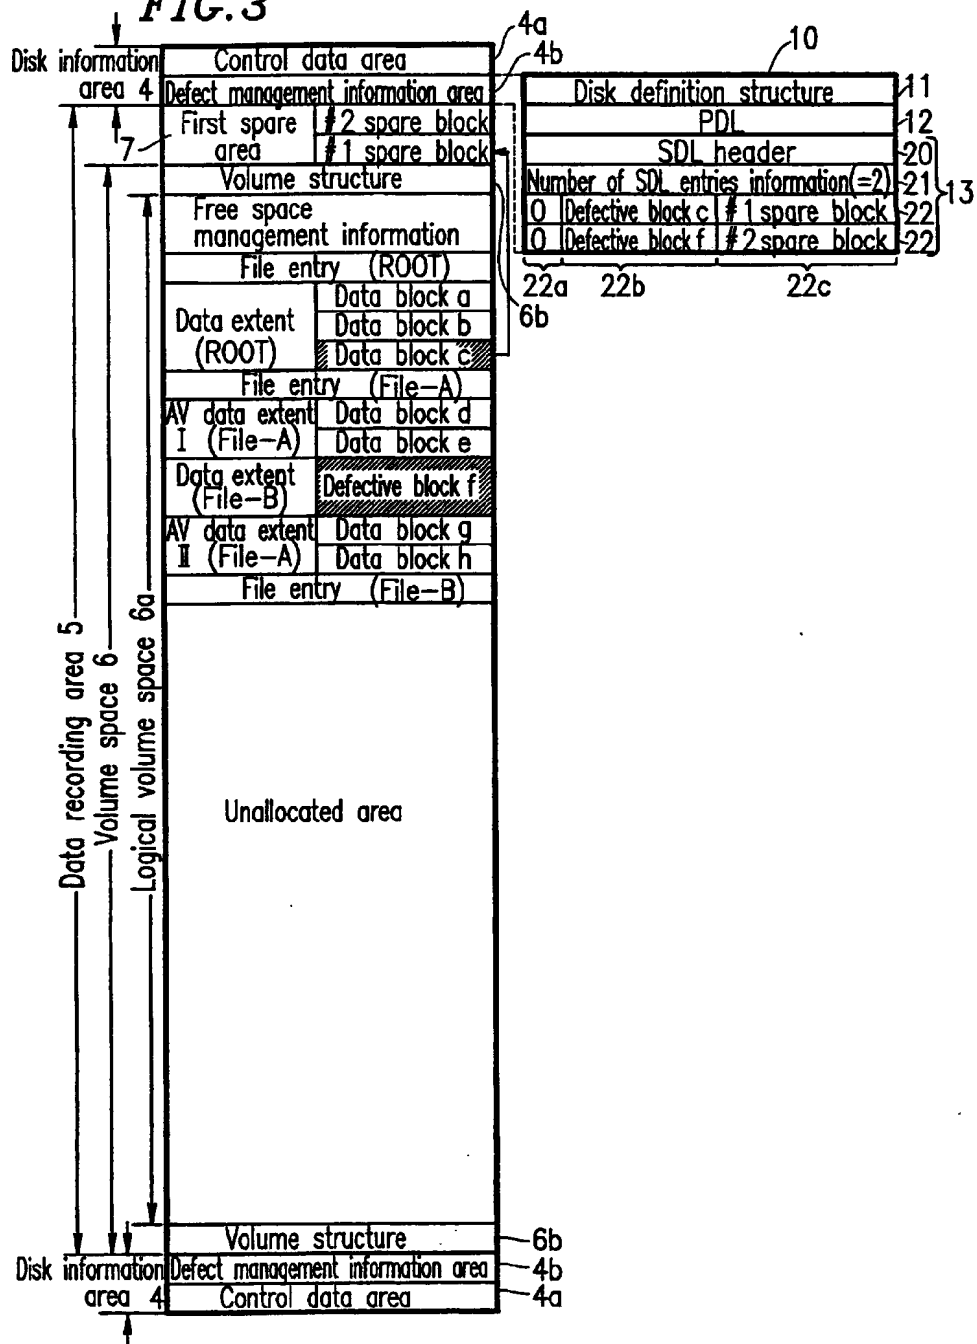 FIG. 3
Disk information area 4
Control data area
4a
Defect management information area
4b
First spare area
7
#2 spare block
#1 spare block
Volume structure
6b
Free space management information
File entry (ROOT)
Data extent (ROOT)
Data block a
Data block b
Data block c
File entry (File-A)
AV data extent I (File-A)
Data block d
Data block e
Data extent (File-B)
Defective block f
AV data extent II (File-A)
Data block g
Data block h
File entry (File-B)
Unallocated area
Data recording area 5
Volume space 6
Logical volume space 6a
Volume structure
6b
Disk information area 4
Defect management information area
4b
Control data area
4a
10
Disk definition structure
11
PDL
12
SDL header
20
Number of SDL entries information(=2)
21
13
0 Defective block c #1 spare block
22
0 Defective block f #2 spare block
22
22a 22b 22c